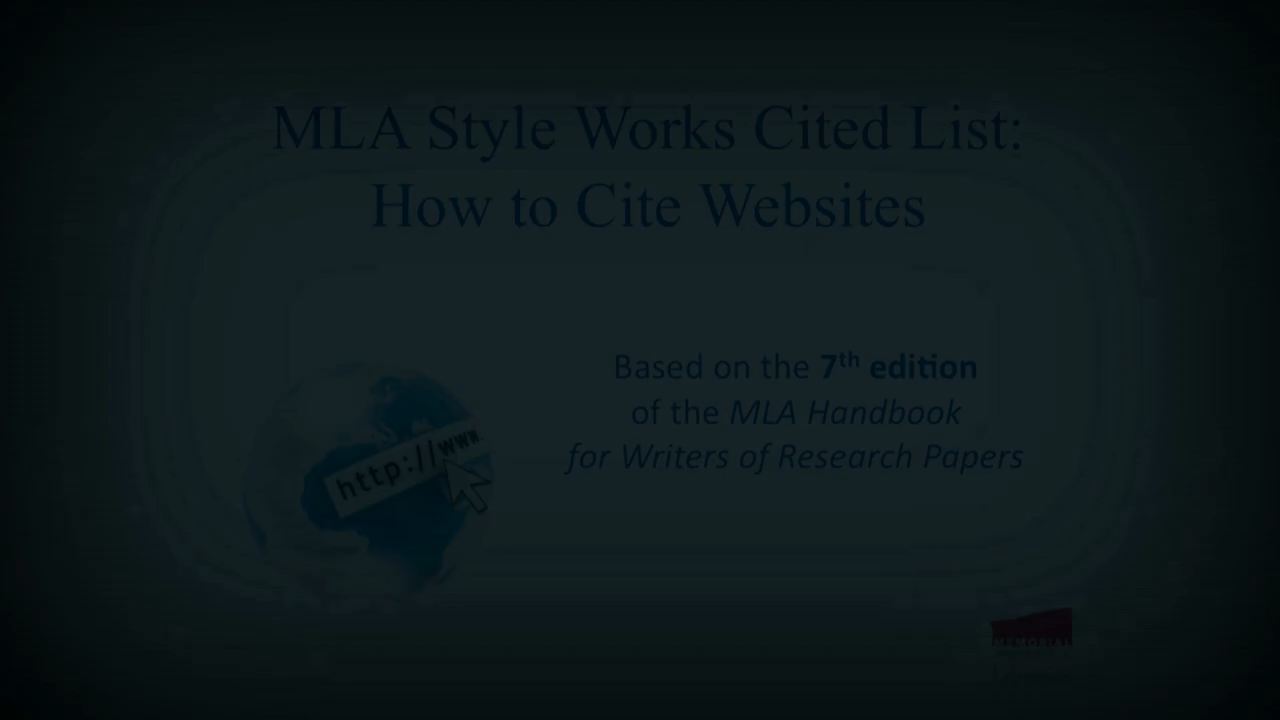 MLA Style Works Cited List:
How to Cite Websites
Based on the 7th edition
of the MLA Handbook
for Writers of Research Papers
http://www
MEMORIAL